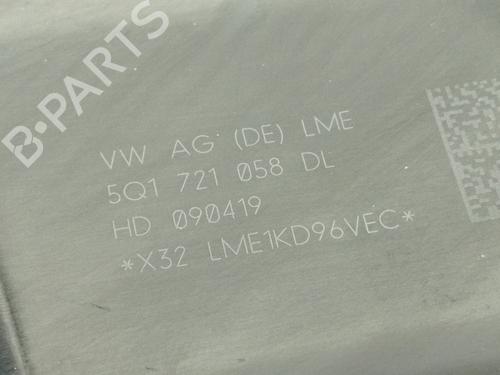 B-PARTS
VW AG (DE) LME
5Q1 721 058 DL
HD 090419
*X32 LME1KD96VEC*